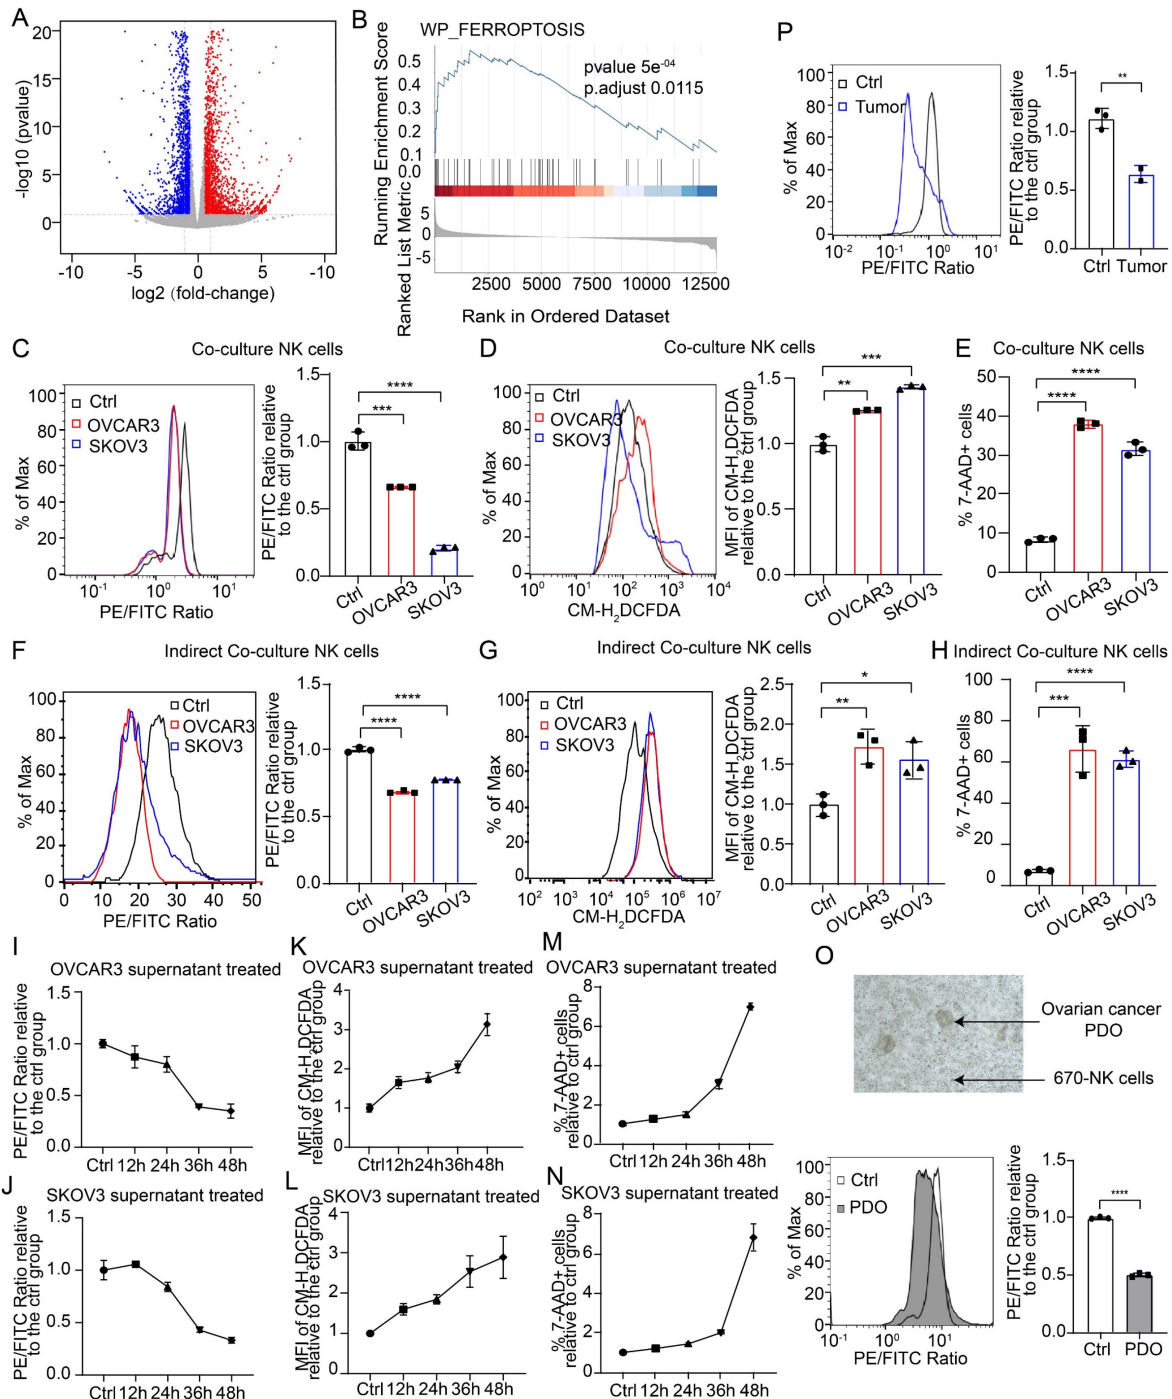 A
20
15
10
5
0
-log10 (pvalue)
-10
-5
0
5
-10
log2 (fold-change)
B
WP_FERROPTOSIS
pvalue 5e-04
p.adjust 0.0115
Running Enrichment Score
0.5
0.4
0.3
0.2
0.1
0.0
Ranked List Metric
5
0
-5
2500 5000 7500 10000 12500
Rank in Ordered Dataset
P
Ctrl
Tumor
% of Max
80
60
40
20
0
10-2 10-1 100 101
PE/FITC Ratio
PE/FITC Ratio relative
to the ctrl group
1.5
1.0
0.5
0.0
**
Ctrl Tumor
C
Co-culture NK cells
Ctrl
OVCAR3
SKOV3
% of Max
100
80
60
40
20
0
10-1 100 101
PE/FITC Ratio
PE/FITC Ratio relative
to the ctrl group
1.5
1.0
0.5
0.0
****
***
Ctrl
OVCAR3
SKOV3
D
Co-culture NK cells
Ctrl
OVCAR3
SKOV3
% of Max
100
80
60
40
20
0
100 101 102 103 104
CM-H2DCFDA
MFI of CM-H2DCFDA
relative to the ctrl group
1.5
1.0
0.5
0.0
***
**
Ctrl
OVCAR3
SKOV3
E
Co-culture NK cells
% 7-AAD+ cells
50
40
30
20
10
0
****
****
Ctrl
OVCAR3
SKOV3
F
Indirect Co-culture NK cells
Ctrl
OVCAR3
SKOV3
% of Max
100
80
60
40
20
0
0 10 20 30 40 50
PE/FITC Ratio
PE/FITC Ratio relative
to the ctrl group
1.5
1.0
0.5
0.0
****
****
Ctrl
OVCAR3
SKOV3
G
Indirect Co-culture NK cells
Ctrl
OVCAR3
SKOV3
% of Max
100
80
60
40
20
0
102 103 104 105 106 107
CM-H2DCFDA
MFI of CM-H2DCFDA
relative to the ctrl group
2.5
2.0
1.5
1.0
0.5
0.0
*
**
Ctrl
OVCAR3
SKOV3
H
Indirect Co-culture NK cells
% 7-AAD+ cells
100
80
60
40
20
0
****
***
Ctrl
OVCAR3
SKOV3
I
OVCAR3 supernatant treated
PE/FITC Ratio relative
to the ctrl group
1.5
1.0
0.5
0.0
Ctrl 12h 24h 36h 48h
K
OVCAR3 supernatant treated
MFI of CM-H2DCFDA
relative to the ctrl group
4
3
2
1
0
Ctrl 12h 24h 36h 48h
M
OVCAR3 supernatant treated
% 7-AAD+ cells
relative to ctrl group
8
6
4
2
0
Ctrl 12h 24h 36h 48h
O
Ovarian cancer
PDO
670-NK cells
J
SKOV3 supernatant treated
PE/FITC Ratio relative
to the ctrl group
1.5
1.0
0.5
0.0
Ctrl 12h 24h 36h 48h
L
SKOV3 supernatant treated
MFI of CM-H2DCFDA
relative to the ctrl group
4
3
2
1
0
Ctrl 12h 24h 36h 48h
N
SKOV3 supernatant treated
% 7-AAD+ cells
relative to ctrl group
8
6
4
2
0
Ctrl 12h 24h 36h 48h
Ctrl
PDO
% of Max
100
80
60
40
20
0
10-1 100 101
PE/FITC Ratio
PE/FITC Ratio relative
to the ctrl group
1.5
1.0
0.5
0.0
****
Ctrl PDO